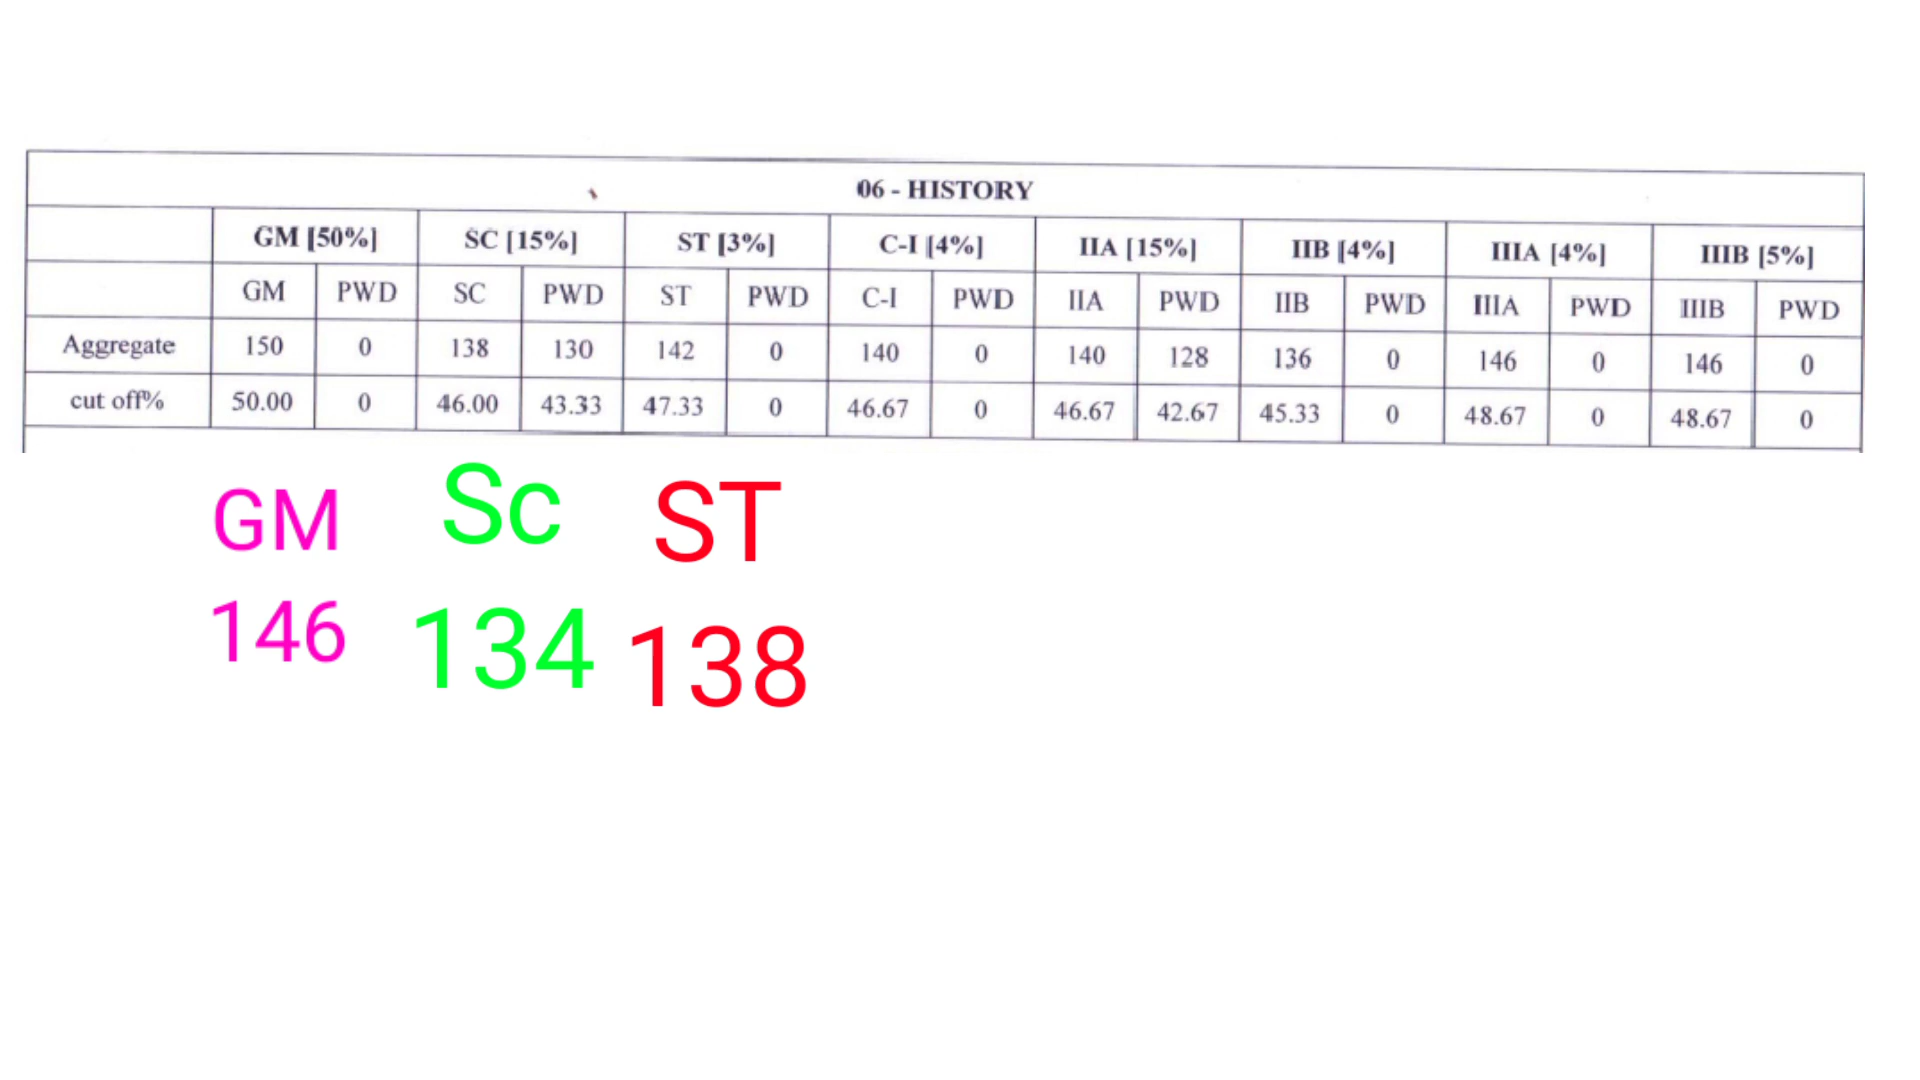 06 - HISTORY
GM [50%] SC [15%] ST [3%] C-I [4%] IIA [15%] IIB [4%] IIIA [4%] IIIB [5%]
GM PWD SC PWD ST PWD C-I PWD IIA PWD IIB PWD IIIA PWD IIIB PWD
Aggregate 150 0 138 130 142 0 140 0 140 128 136 0 146 0 146 0
cut off% 50.00 0 46.00 43.33 47.33 0 46.67 0 46.67 42.67 45.33 0 48.67 0 48.67 0
GM Sc ST
146 134 138